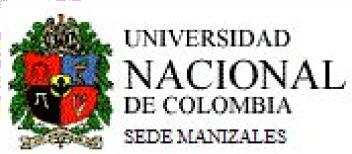 UNIVERSIDAD
NACIONAL
DE COLOMBIA
SEDE MANIZALES